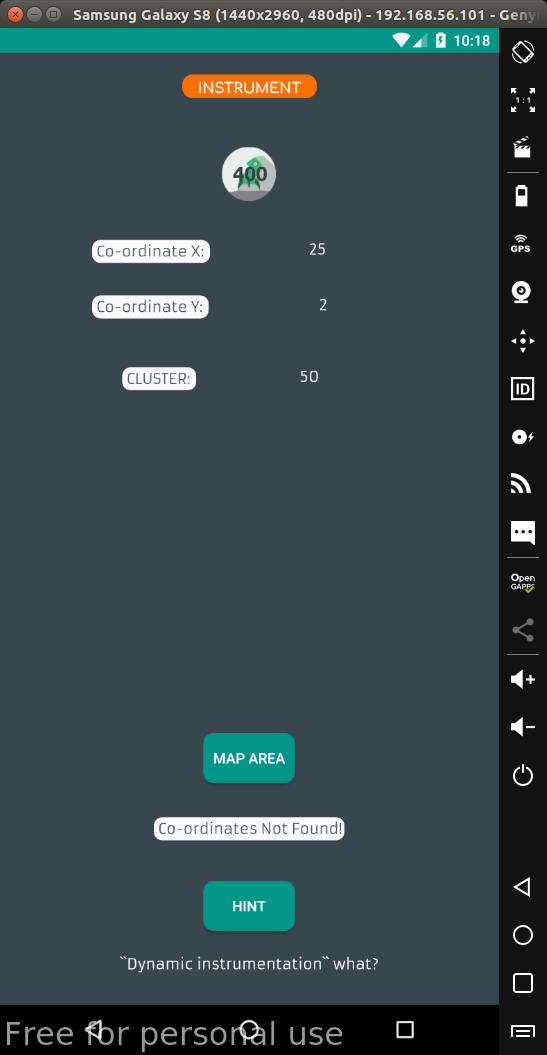 Samsung Galaxy S8 (1440x2960, 480dpi) - 192.168.56.101 - Geny
10:18
INSTRUMENT
1:1
400
GPS
Co-ordinate X: 25
Co-ordinate Y: 2
CLUSTER: 50
ID
Open
GAPPS
MAP AREA
Co-ordinates Not Found!
HINT
``Dynamic instrumentation`` what?
Free for personal use